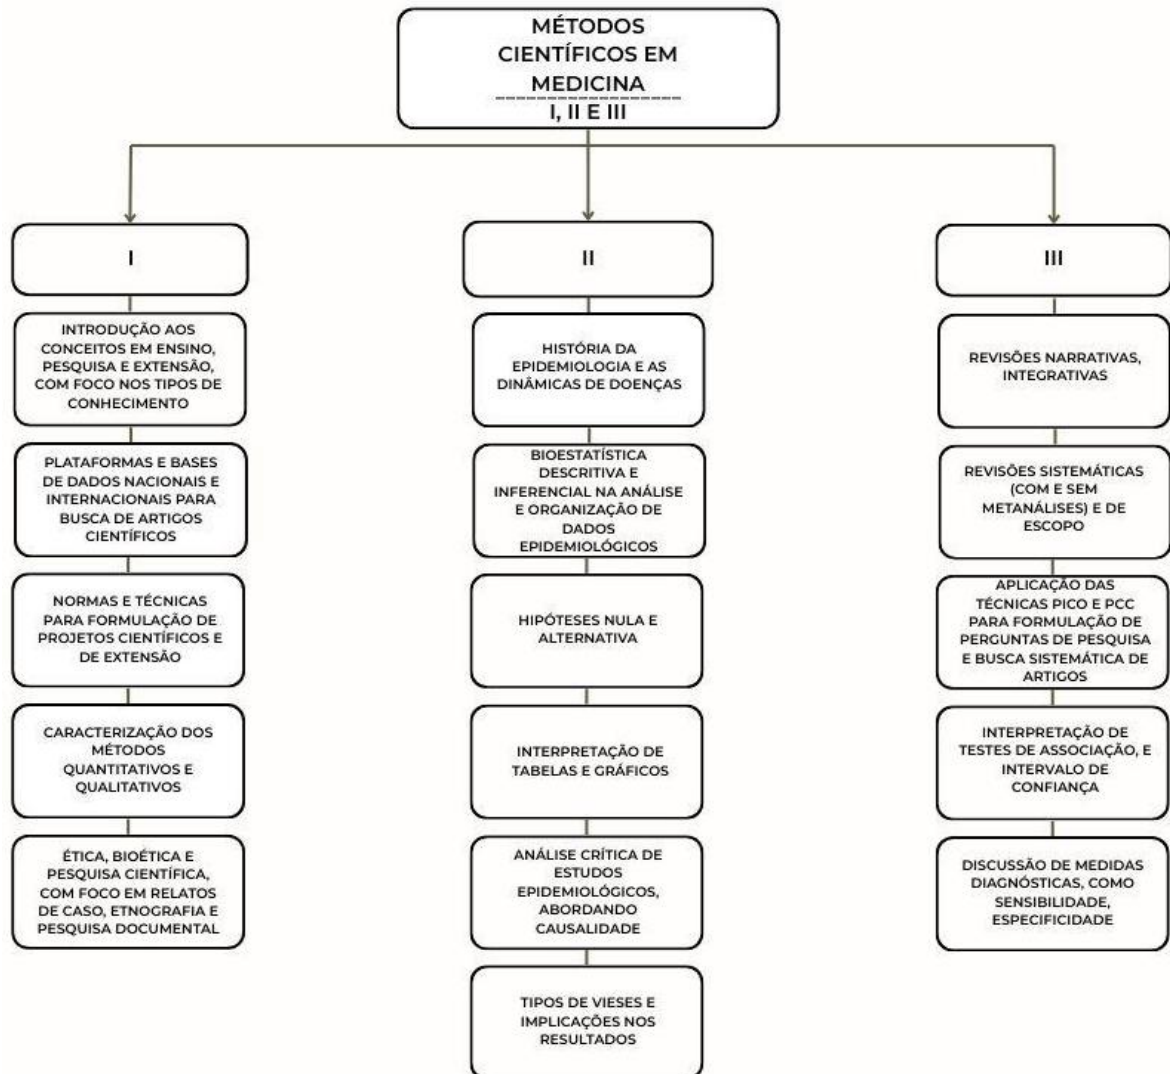 MÉTODOS
CIENTÍFICOS EM
MEDICINA
I, II E III
I
INTRODUÇÃO AOS
CONCEITOS EM ENSINO,
PESQUISA E EXTENSÃO,
COM FOCO NOS TIPOS DE
CONHECIMENTO
PLATAFORMAS E BASES
DE DADOS NACIONAIS E
INTERNACIONAIS PARA
BUSCA DE ARTIGOS
CIENTÍFICOS
NORMAS E TÉCNICAS
PARA FORMULAÇÃO DE
PROJETOS CIENTÍFICOS E
DE EXTENSÃO
CARACTERIZAÇÃO DOS
MÉTODOS
QUANTITATIVOS E
QUALITATIVOS
ÉTICA, BIOÉTICA E
PESQUISA CIENTÍFICA,
COM FOCO EM RELATOS
DE CASO, ETNOGRAFIA E
PESQUISA DOCUMENTAL
II
HISTÓRIA DA
EPIDEMIOLOGIA E AS
DINÂMICAS DE DOENÇAS
BIOESTATÍSTICA
DESCRITIVA E
INFERENCIAL NA ANÁLISE
E ORGANIZAÇÃO DE
DADOS
EPIDEMIOLÓGICOS
HIPÓTESES NULA E
ALTERNATIVA
INTERPRETAÇÃO DE
TABELAS E GRÁFICOS
ANÁLISE CRÍTICA DE
ESTUDOS
EPIDEMIOLÓGICOS,
ABORDANDO
CAUSALIDADE
TIPOS DE VIESES E
IMPLICAÇÕES NOS
RESULTADOS
III
REVISÕES NARRATIVAS,
INTEGRATIVAS
REVISÕES SISTEMÁTICAS
(COM E SEM
METANÁLISES) E DE
ESCOPO
APLICAÇÃO DAS
TÉCNICAS PICO E PCC
PARA FORMULAÇÃO DE
PERGUNTAS DE PESQUISA
E BUSCA SISTEMÁTICA DE
ARTIGOS
INTERPRETAÇÃO DE
TESTES DE ASSOCIAÇÃO, E
INTERVALO DE
CONFIANÇA
DISCUSSÃO DE MEDIDAS
DIAGNÓSTICAS, COMO
SENSIBILIDADE,
ESPECIFICIDADE